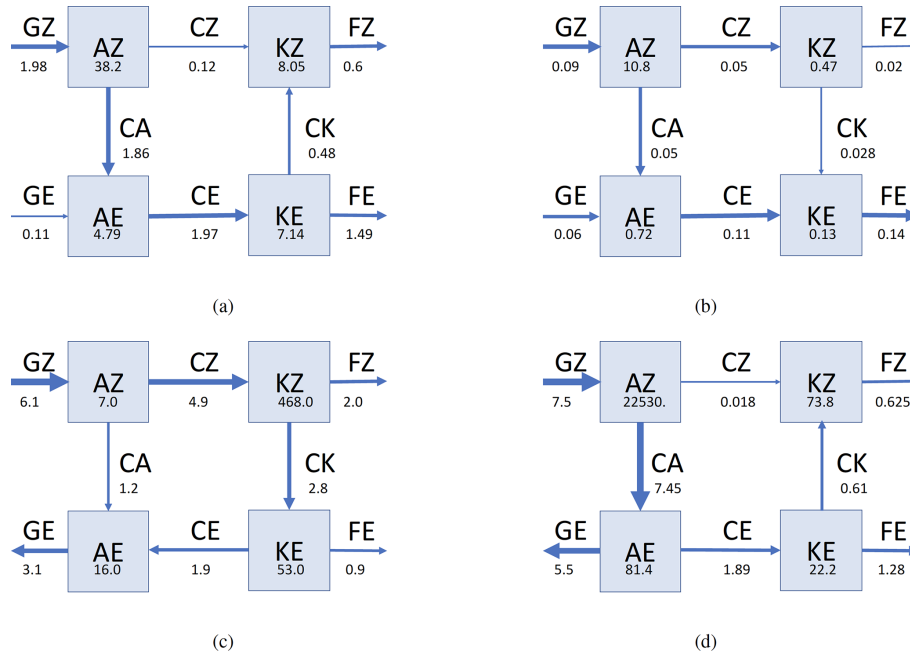 GZ AZ CZ KZ FZ
1.98 38.2 0.12 8.05 0.6
CA CK
1.86 0.48
GE AE CE KE FE
0.11 4.79 1.97 7.14 1.49
(a)
GZ AZ CZ KZ FZ
0.09 10.8 0.05 0.47 0.02
CA CK
0.05 0.028
GE AE CE KE FE
0.06 0.72 0.11 0.13 0.14
(b)
GZ AZ CZ KZ FZ
6.1 7.0 4.9 468.0 2.0
CA CK
1.2 2.8
GE AE CE KE FE
3.1 16.0 1.9 53.0 0.9
(c)
GZ AZ CZ KZ FZ
7.5 22530. 0.018 73.8 0.625
CA CK
7.45 0.61
GE AE CE KE FE
5.5 81.4 1.89 22.2 1.28
(d)